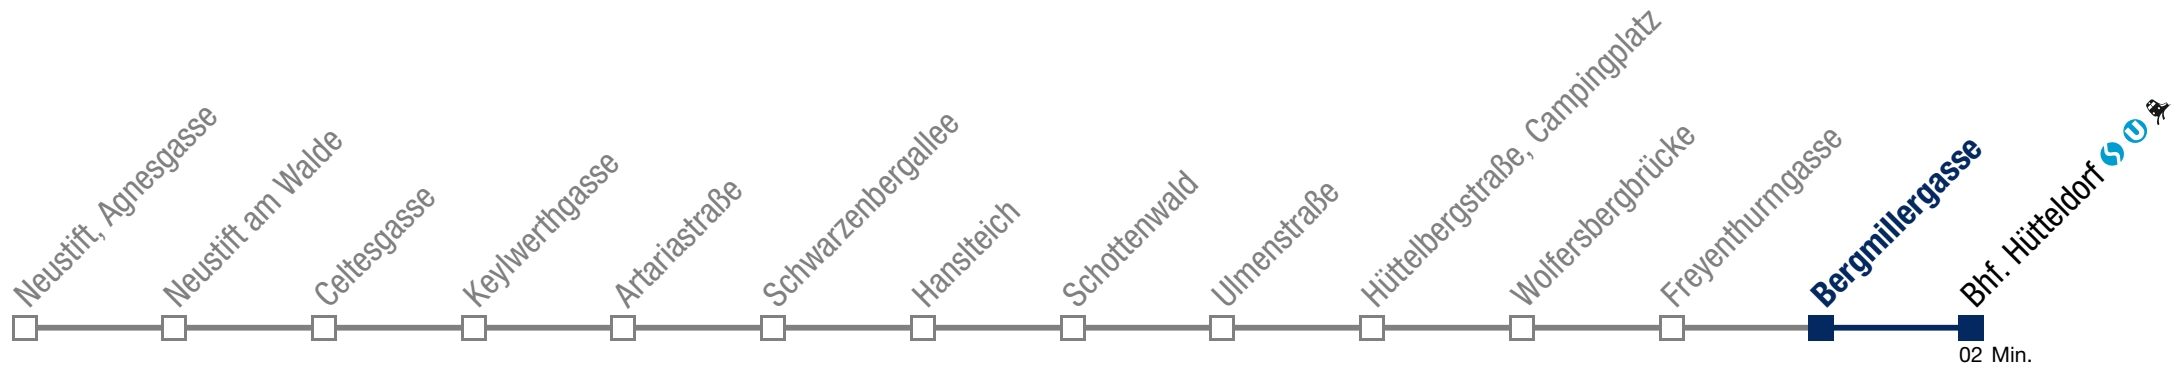 Neustift, Agnesgasse
Neustift am Walde
Celtesgasse
Keylwerthgasse
Artariastraße
Schwarzenbergallee
Hanslteich
Schottenwald
Ulmenstraße
Hüttelbergstraße, Campingplatz
Wolfersbergbrücke
Freyenthurmgasse
Bergmillergasse
Bhf. Hütteldorf S U
02 Min.